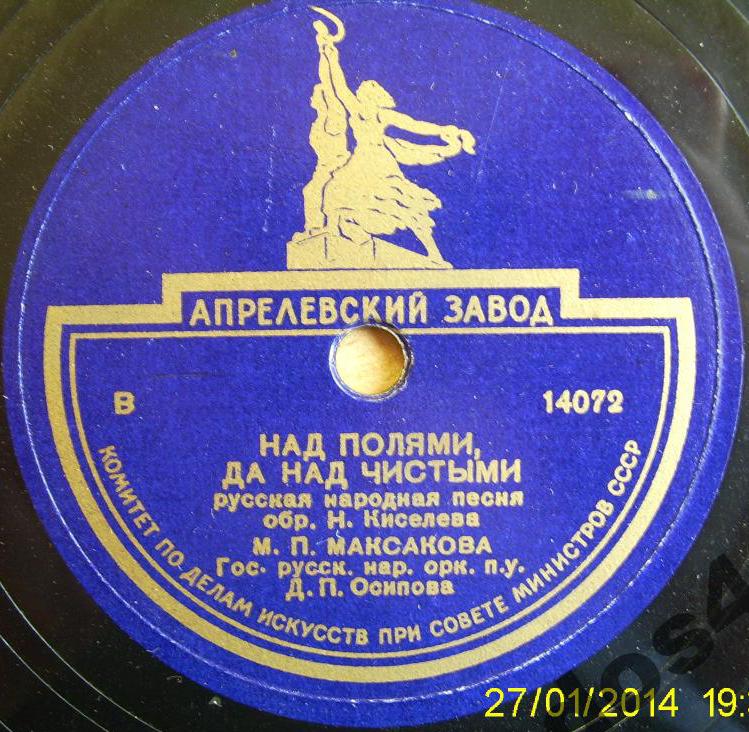 АПРЕЛЕВСКИЙ ЗАВОД
В 14072
НАД ПОЛЯМИ,
ДА НАД ЧИСТЫМИ
русская народная песня
обр. Н. Киселева
М. П. МАКСАКОВА
Гос. русск. нар. орк. п.у.
Д. П. Осипова
КОМИТЕТ ПО ДЕЛАМ ИСКУССТВ ПРИ СОВЕТЕ МИНИСТРОВ СССР
27/01/2014 19: